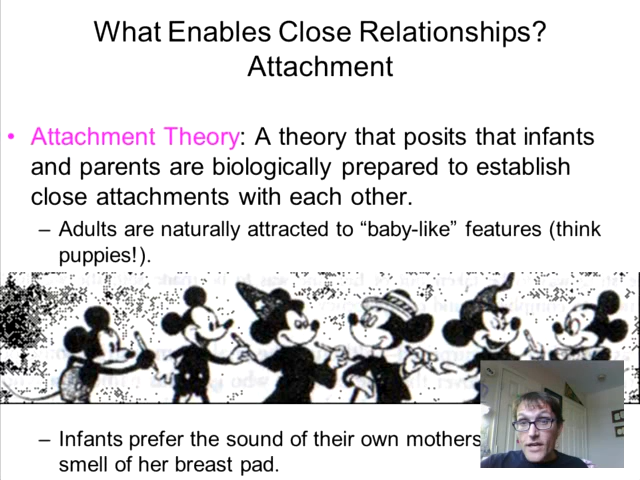 What Enables Close Relationships?
Attachment
• Attachment Theory: A theory that posits that infants
and parents are biologically prepared to establish
close attachments with each other.
– Adults are naturally attracted to “baby-like” features (think
puppies!).
– Infants prefer the sound of their own mothers
smell of her breast pad.